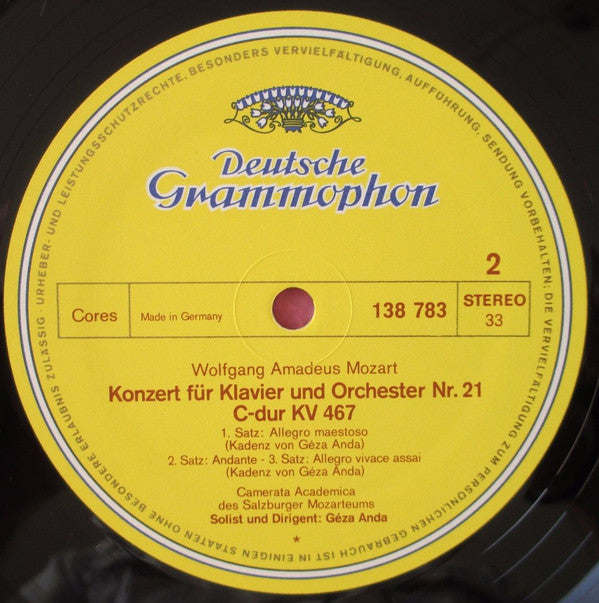 Deutsche
Grammophon
2
Cores
Made in Germany
138 783
STEREO
33
Wolfgang Amadeus Mozart
Konzert für Klavier und Orchester Nr. 21
C-dur KV 467
1. Satz: Allegro maestoso
(Kadenz von Géza Anda)
2. Satz: Andante - 3. Satz: Allegro vivace assai
(Kadenz von Géza Anda)
Camerata Academica
des Salzburger Mozarteums
Solist und Dirigent: Géza Anda
*
URHEBER- UND LEISTUNGSSCHUTZRECHTE, BESONDERS VERVIELFÄLTIGUNG, AUFFÜHRUNG, SENDUNG VORBEHALTEN; DIE VERVIELFÄLTIGUNG ZUM PERSÖNLICHEN GEBRAUCH IST IN EINIGEN STAATEN OHNE BESONDERE ERLAUBNIS ZULÄSSIG